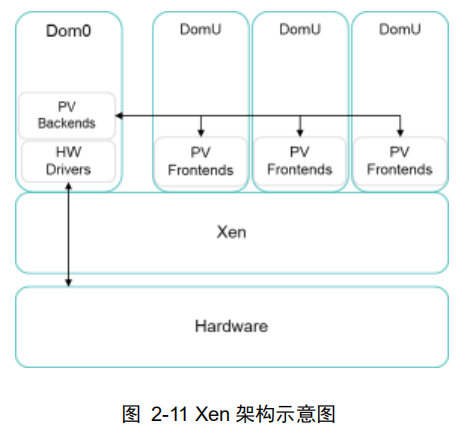 Dom0
DomU
DomU
DomU
PV
Backends
HW
Drivers
PV
Frontends
PV
Frontends
PV
Frontends
Xen
Hardware
图 2-11 Xen 架构示意图